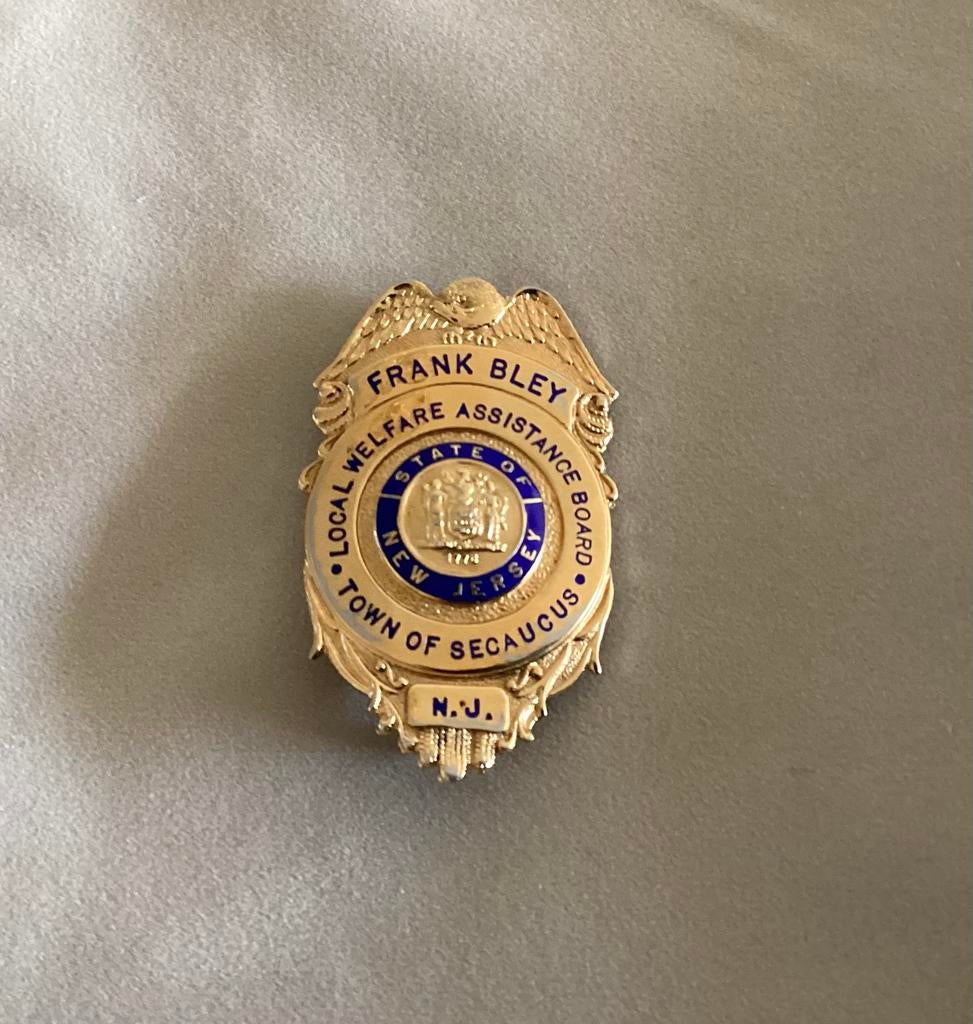 FRANK BLEY
LOCAL WELFARE ASSISTANCE BOARD
• TOWN OF SECAUCUS •
STATE OF
NEW JERSEY
1776
N.J.